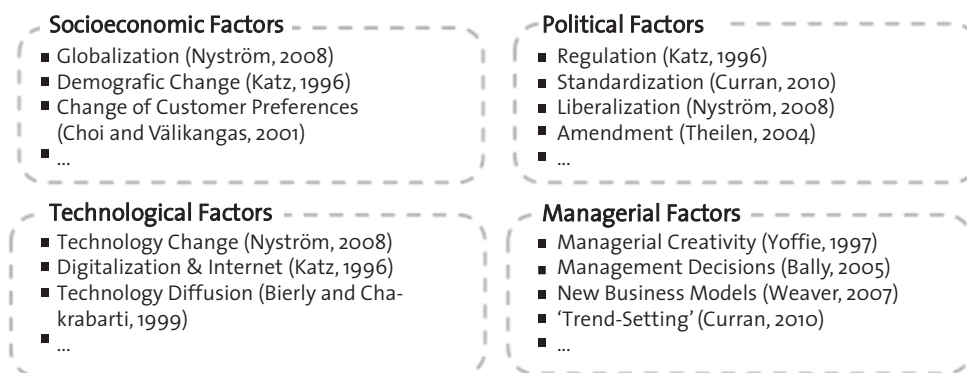 Socioeconomic Factors
▪ Globalization (Nyström, 2008)
▪ Demografic Change (Katz, 1996)
▪ Change of Customer Preferences
(Choi and Välikangas, 2001)
▪ ...
Political Factors
▪ Regulation (Katz, 1996)
▪ Standardization (Curran, 2010)
▪ Liberalization (Nyström, 2008)
▪ Amendment (Theilen, 2004)
▪ ...
Technological Factors
▪ Technology Change (Nyström, 2008)
▪ Digitalization & Internet (Katz, 1996)
▪ Technology Diffusion (Bierly and Cha-
krabarti, 1999)
▪ ...
Managerial Factors
▪ Managerial Creativity (Yoffie, 1997)
▪ Management Decisions (Bally, 2005)
▪ New Business Models (Weaver, 2007)
▪ ‘Trend-Setting’ (Curran, 2010)
▪ ...